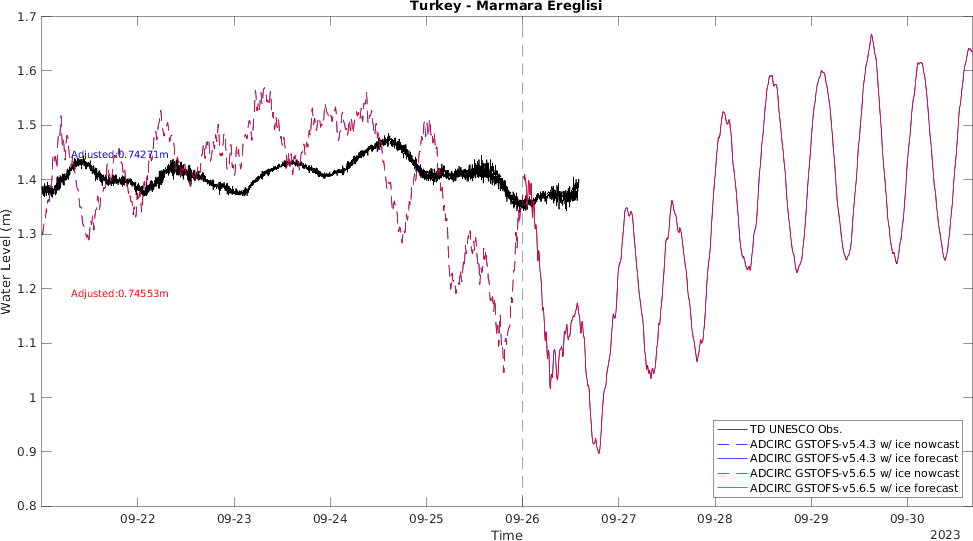 Turkey - Marmara Ereglisi
1.7
1.6
1.5
1.4
1.3
1.2
1.1
1
0.9
0.8
Water Level (m)
Adjusted:0.74271m
Adjusted:0.74553m
TD UNESCO Obs.
ADCIRC GSTOFS-v5.4.3 w/ ice nowcast
ADCIRC GSTOFS-v5.4.3 w/ ice forecast
ADCIRC GSTOFS-v5.6.5 w/ ice nowcast
ADCIRC GSTOFS-v5.6.5 w/ ice forecast
09-22 09-23 09-24 09-25 09-26 09-27 09-28 09-29 09-30
Time
2023